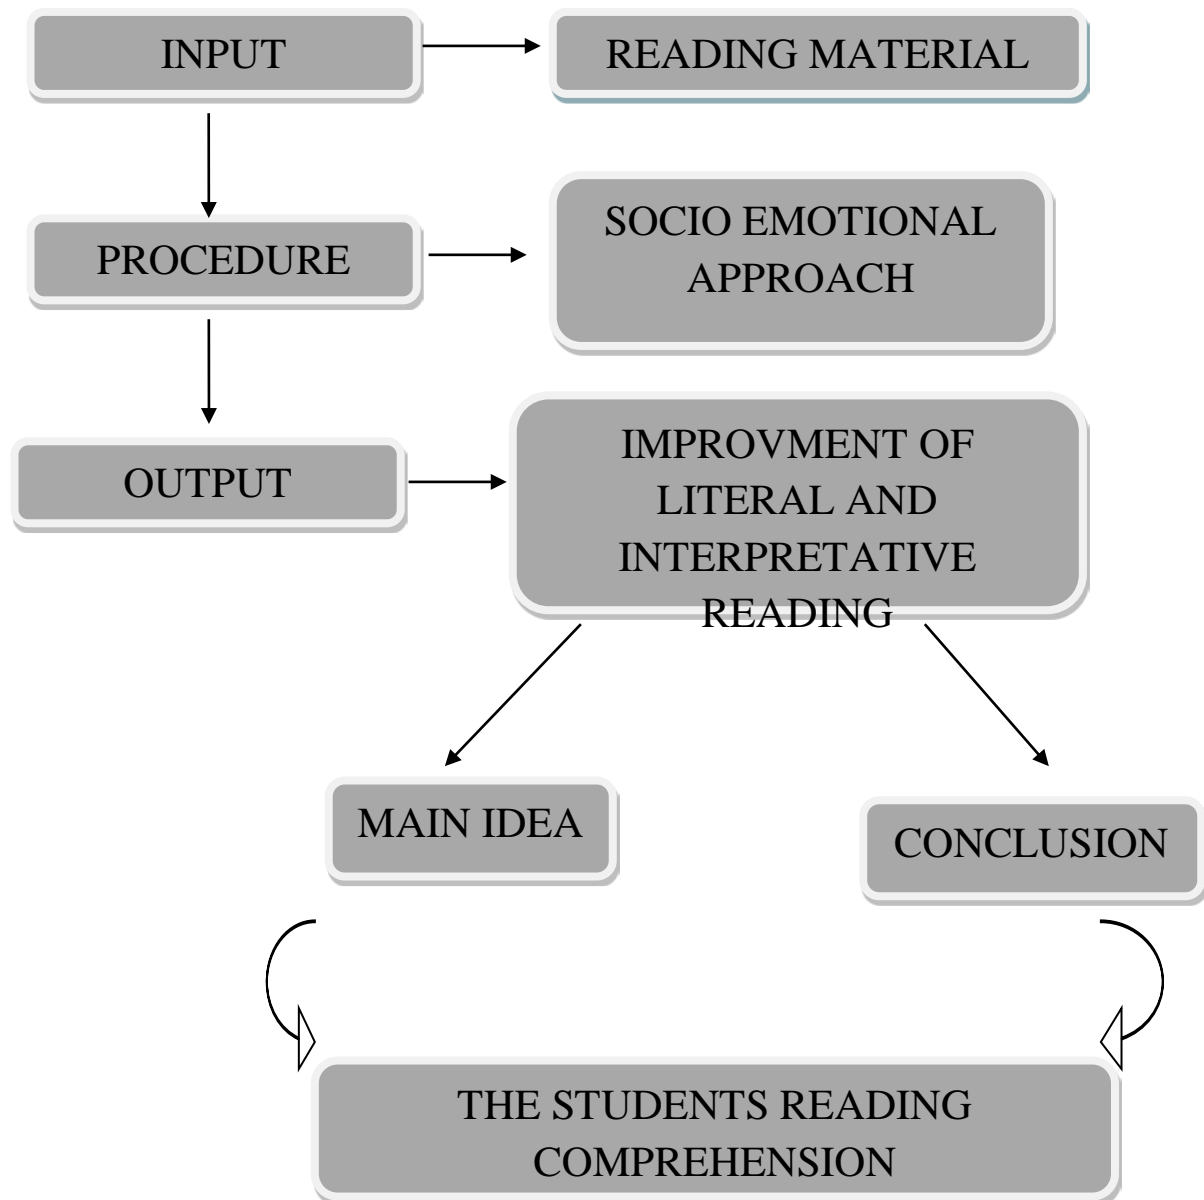 INPUT
READING MATERIAL
PROCEDURE
SOCIO EMOTIONAL
APPROACH
OUTPUT
IMPROVMENT OF
LITERAL AND
INTERPRETATIVE
READING
MAIN IDEA
CONCLUSION
THE STUDENTS READING
COMPREHENSION